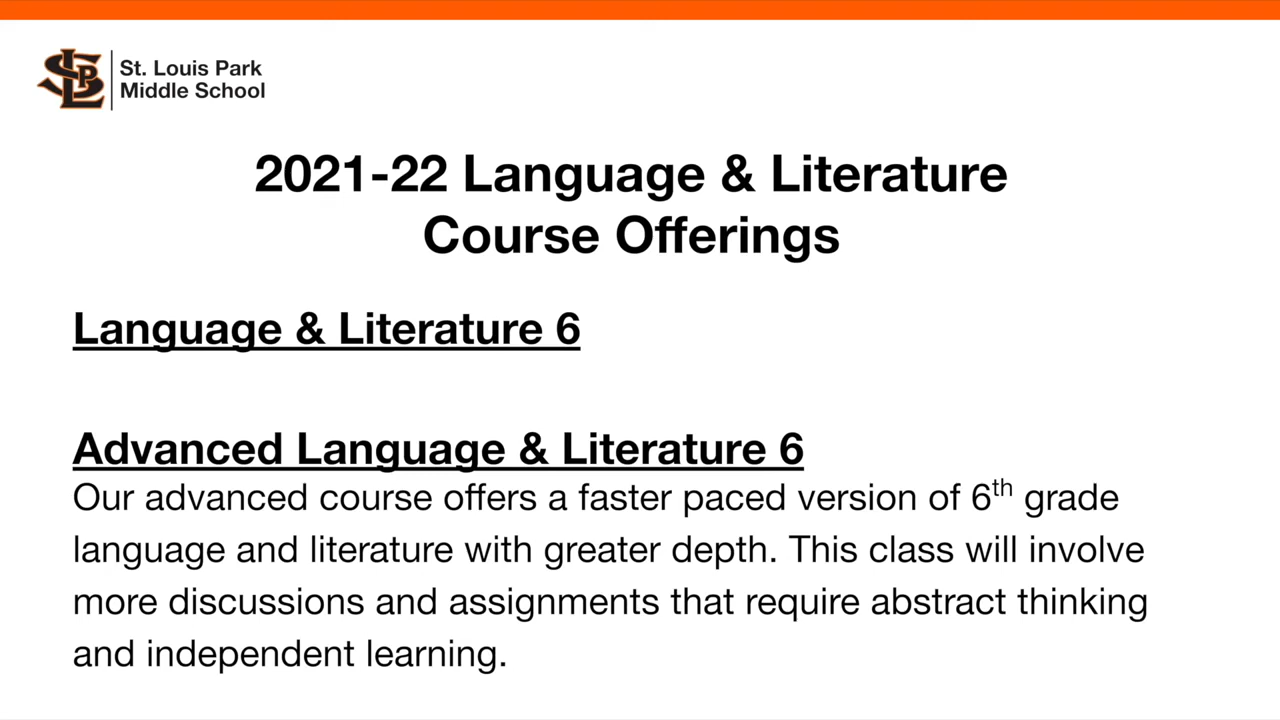 St. Louis Park
Middle School
2021-22 Language & Literature
Course Offerings
Language & Literature 6
Advanced Language & Literature 6
Our advanced course offers a faster paced version of 6th grade
language and literature with greater depth. This class will involve
more discussions and assignments that require abstract thinking
and independent learning.